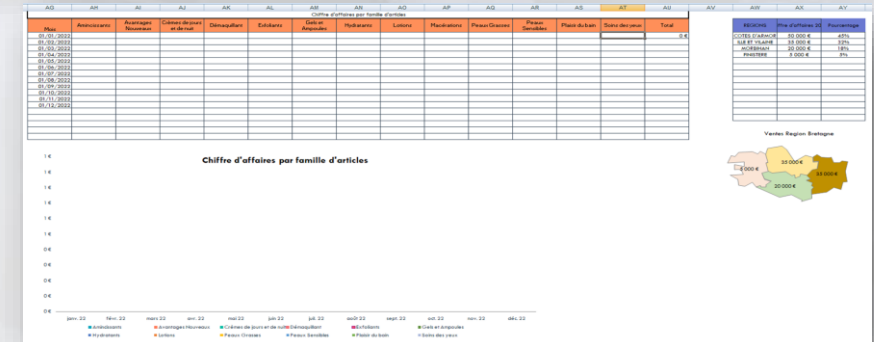 AG AH AI AJ AK AL AM AN AO AP AQ AR AS AT AU AV AW AX AY
Chiffre d'affaires par famille d'articles
Mois Amincissants Avantages Nouveaux Crèmes de jours et de nuit Démaquillant Exfoliants Gels et Ampoules Hydratants Lotions Macérations Peaux Grasses Peaux Sensibles Plaisir du bain Soins des yeux Total
REGIONS Pourcentage
01/01/2022 0 €
01/02/2022
01/03/2022
01/04/2022
01/05/2022
01/06/2022
01/07/2022
01/08/2022
01/09/2022
01/10/2022
01/11/2022
01/12/2022
COTES D'ARMOR 50 000 €
ILLE ET VILAINE 35 000 €
MORBIHAN 20 000 € 18%
FINISTERE 5 000 € 5%
Ventes Region Bretagne
35 000 €
20 000 €
Chiffre d'affaires par famille d'articles
1 €
1 €
1 €
1 €
1 €
1 €
0 €
0 €
0 €
0 €
0 €
janv. 22 févr. 22 mars 22 avr. 22 mai 22 juin 22 juil. 22 août 22 sept. 22 oct. 22 nov. 22 déc. 22
Amincissants Avantages Nouveaux Crèmes de jours et de nuit Démaquillant Exfoliants Gels et Ampoules
Hydratants Lotions Peaux Grasses Peaux Sensibles Plaisir du bain Soins des yeux